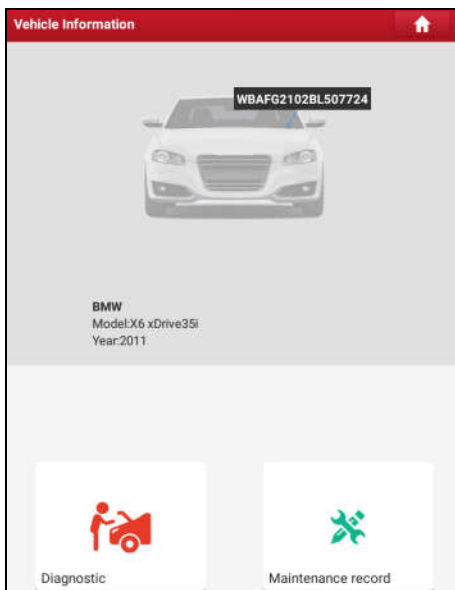 Vehicle Information
WBAFG2102BL507724
BMW
Model:X6 xDrive35i
Year:2011
Diagnostic
Maintenance record